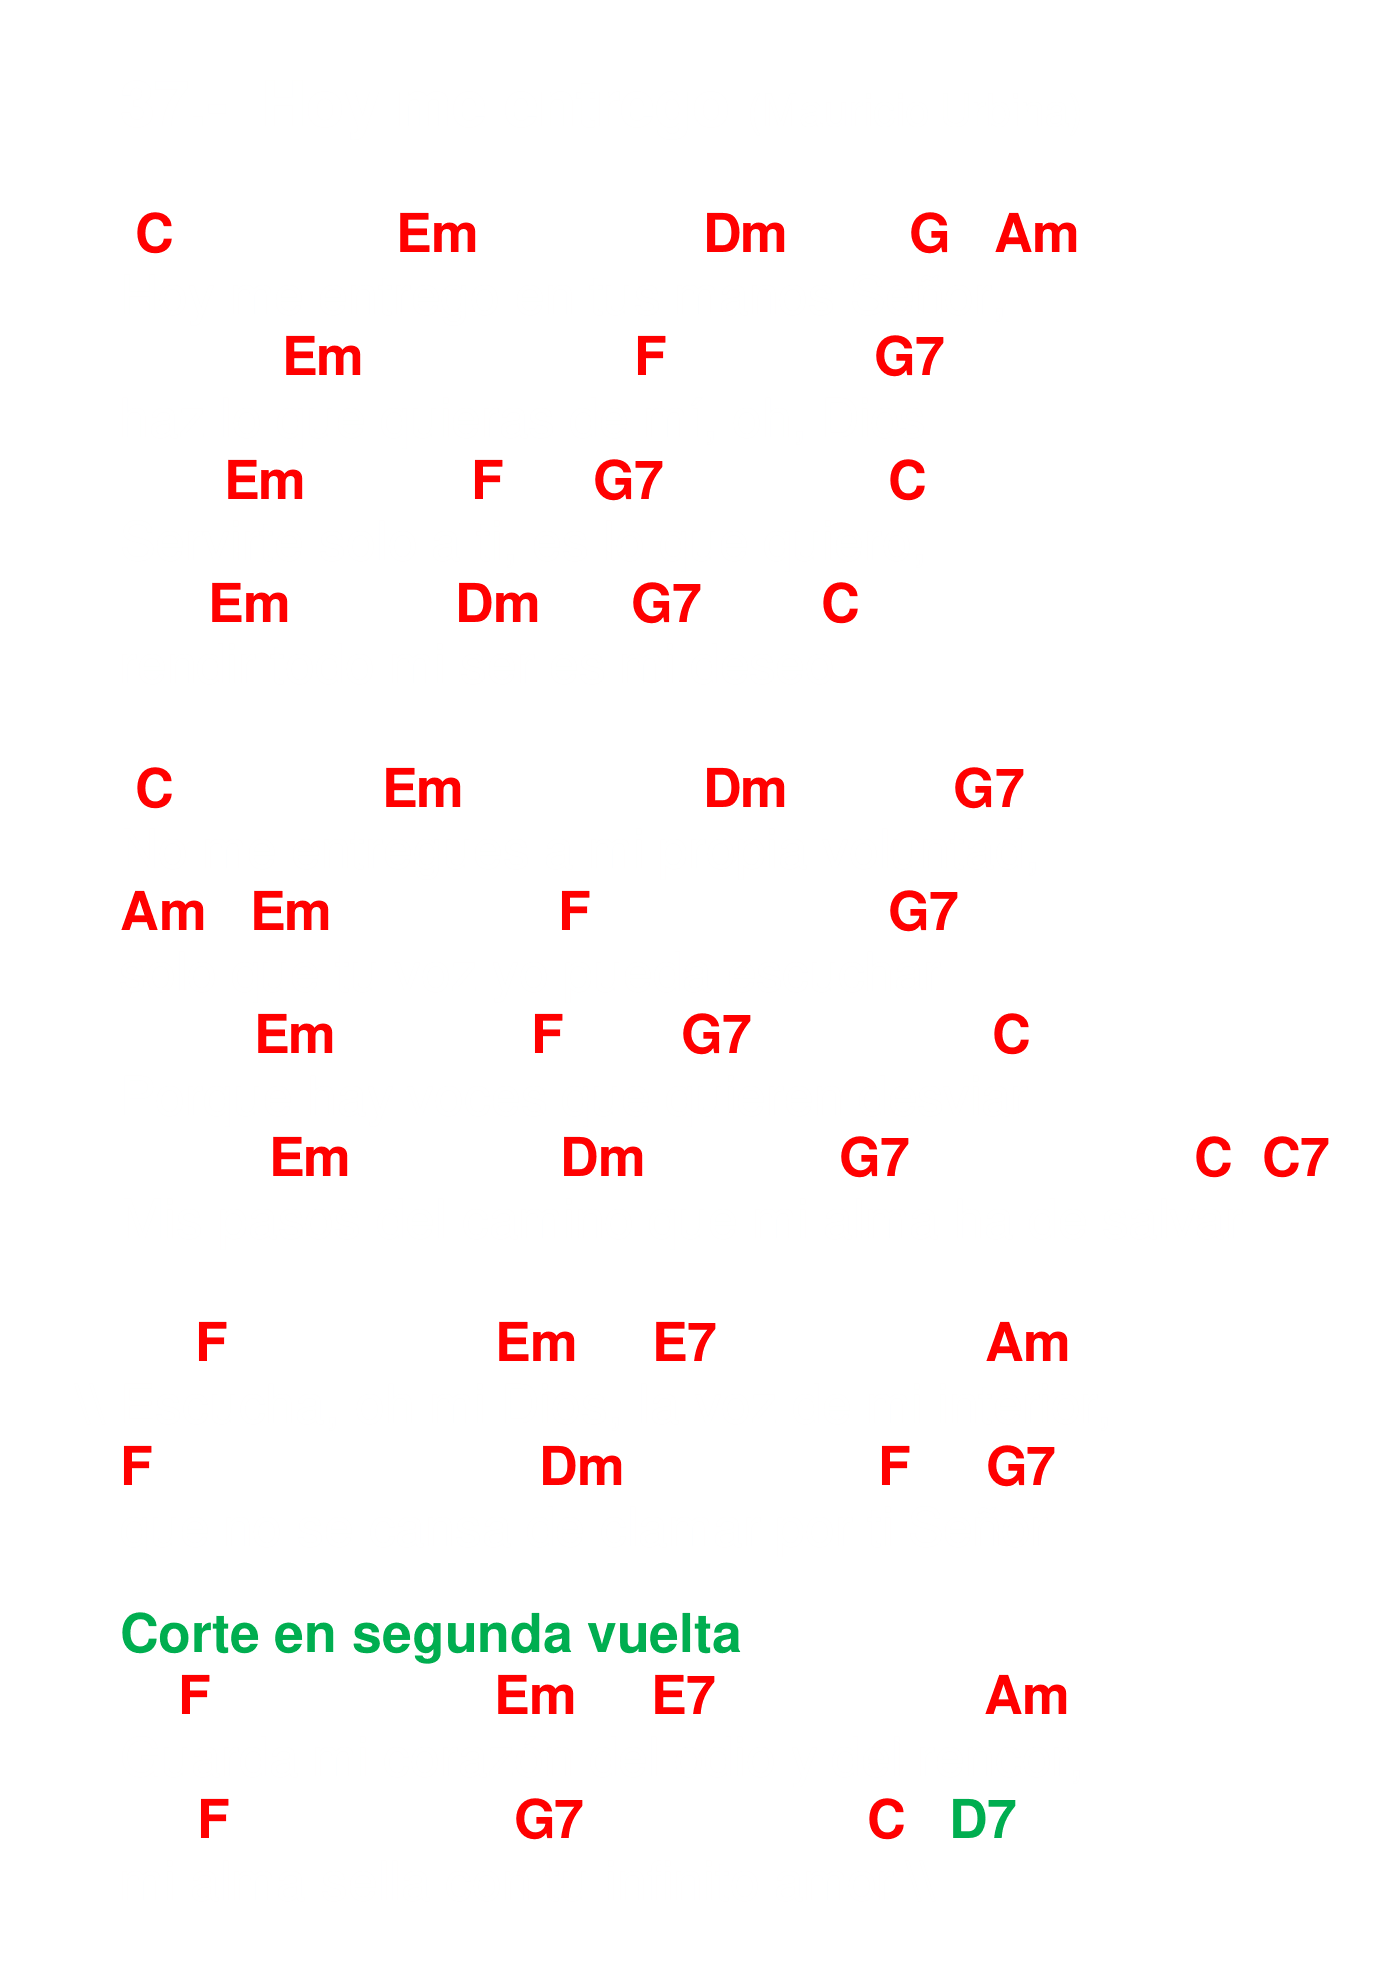 C Em Dm G Am
Em F G7
Em F G7 C
Em Dm G7 C
C Em Dm G7
Am Em F G7
Em F G7 C
Em Dm G7 C C7
F Em E7 Am
F Dm F G7
Corte en segunda vuelta
F Em E7 Am
F G7 C D7